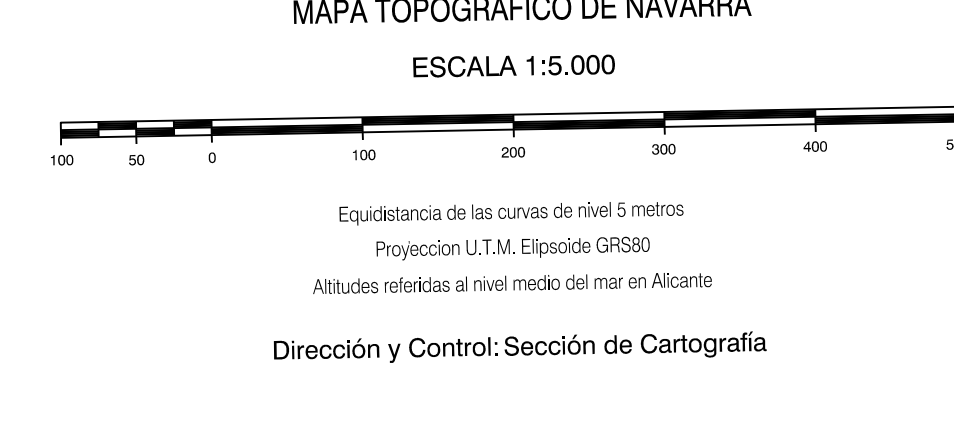 MAPA TOPOGRAFICO DE NAVARRA
ESCALA 1:5.000
100 50 0 100 200 300 400
Equidistancia de las curvas de nivel 5 metros
Proyeccion U.T.M. Elipsoide GRS80
Altitudes referidas al nivel medio del mar en Alicante
Dirección y Control: Sección de Cartografía